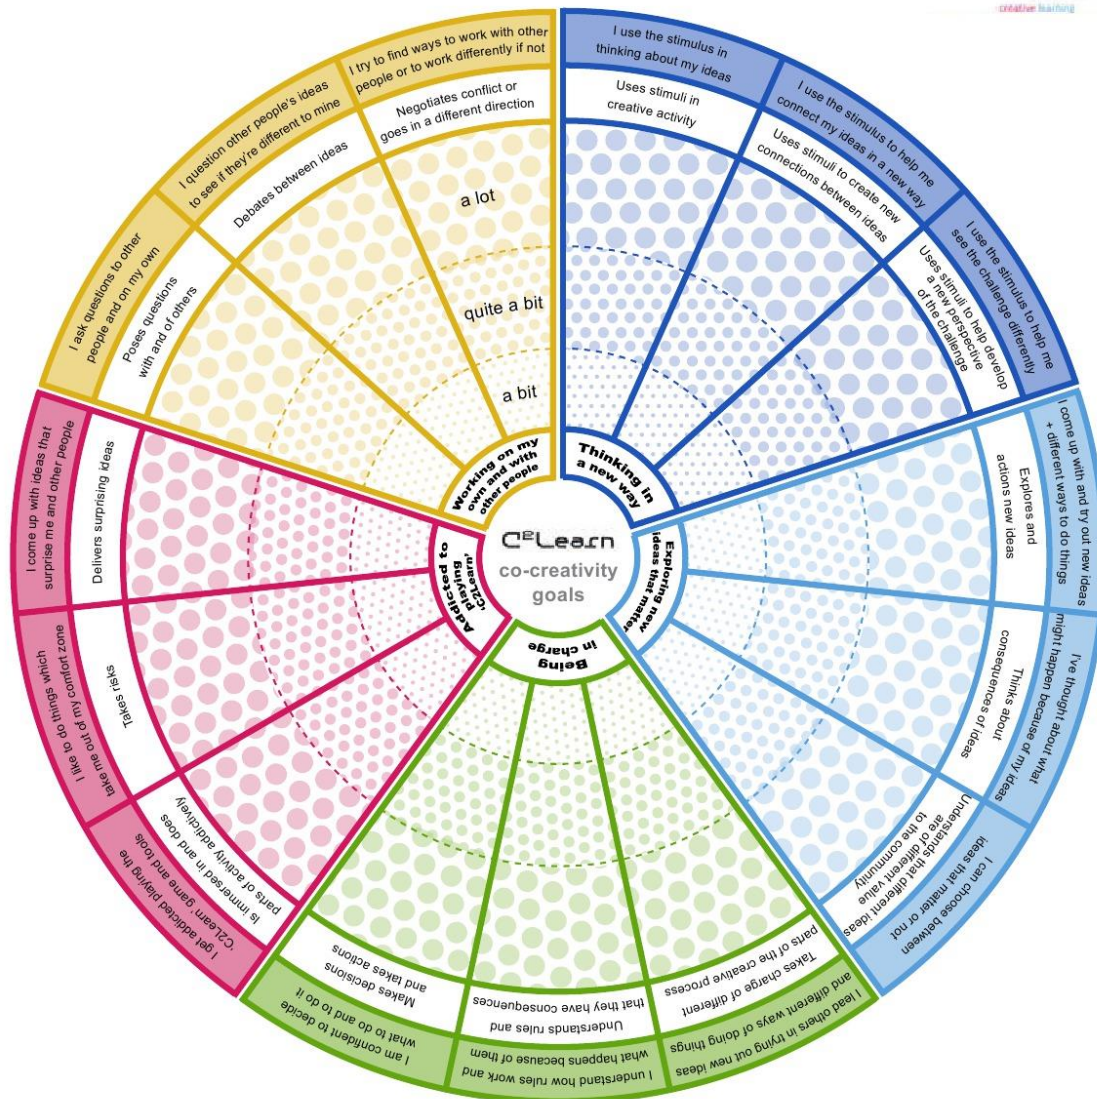 creative learning
I try to find ways to work with other
people or to work differently if not
Negotiates conflict or
goes in a different direction
I question other people's ideas
to see if they're different to mine
Debates between ideas
I ask questions to other
people and on my own
Poses questions
with and of others
a lot
quite a bit
a bit
Working on my
own and with
other people
I use the stimulus in
thinking about my ideas
Uses stimuli in
creative activity
I use the stimulus to help me
connect my ideas in a new way
Uses stimuli to create new
connections between ideas
I use the stimulus to help me
see the challenge differently
Uses stimuli to help develop
a new perspective
of the challenge
Thinking in
a new way
I come up with and try out new ideas
+ different ways to do things
Explores and
actions new ideas
I've thought about what
might happen because of my ideas
Thinks about
consequences of ideas
I can choose between
ideas that matter or not
Understands that different ideas
are of different value
to the community
Exploring new
ideas that matter
I lead others in trying out new ideas
and different ways of doing things
Takes charge of different
parts of the creative process
I understand how rules work and
what happens because of them
Understands rules and
that they have consequences
I am confident to decide
what to do and to do it
Makes decisions
and takes actions
Being
in charge
I get addicted playing the
'C2Learn' game and tools
Is immersed in and does
parts of activity addictively
I like to do things which
take me out of my comfort zone
Takes risks
I come up with ideas that
surprise me and other people
Delivers surprising ideas
Addicted to
playing
'C2Learn'
C2Learn
co-creativity
goals